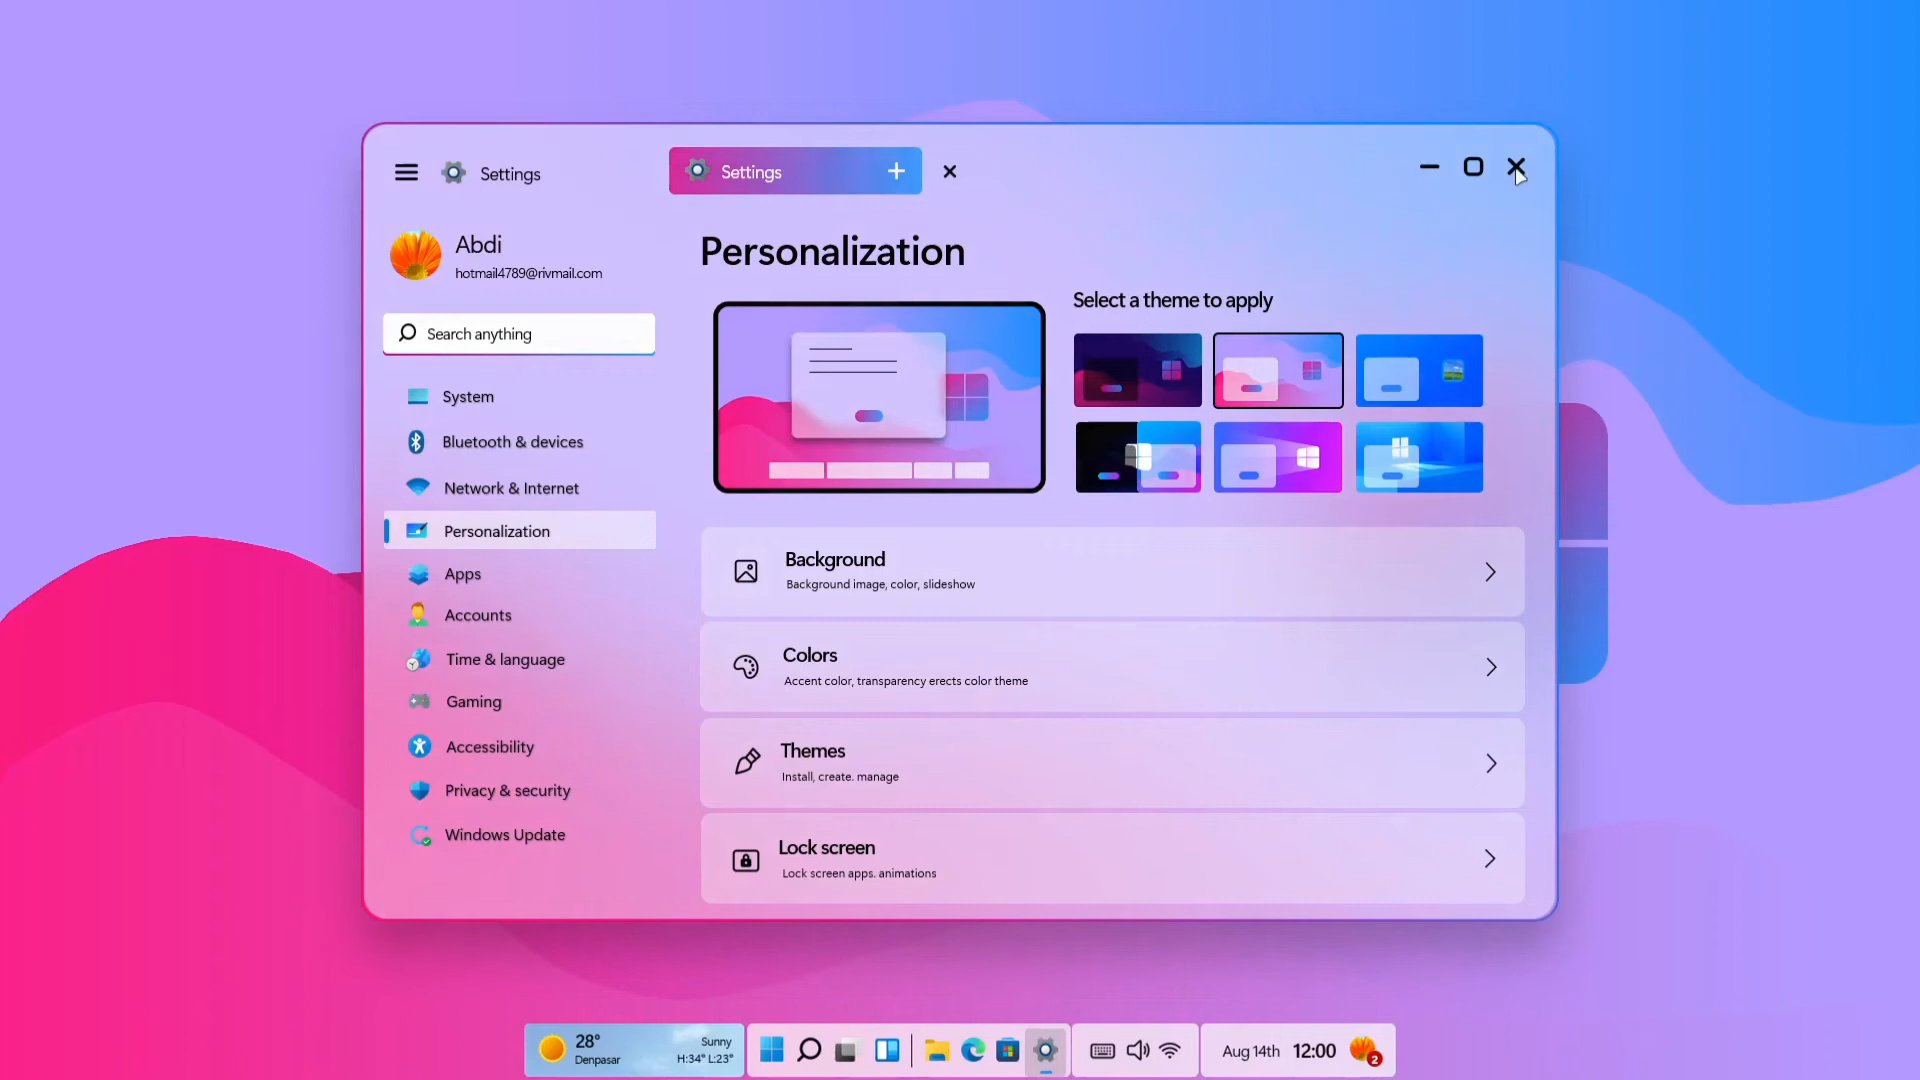 Settings
Settings
Abdi
hotmail4789@rivmail.com
Search anything
System
Bluetooth & devices
Network & Internet
Personalization
Apps
Accounts
Time & language
Gaming
Accessibility
Privacy & security
Windows Update
Personalization
Select a theme to apply
Background
Background image, color, slideshow
Colors
Accent color, transparency erects color theme
Themes
Install, create. manage
Lock screen
Lock screen apps. animations
28°
Denpasar
Sunny
H:34° L:23°
Aug 14th 12:00
2